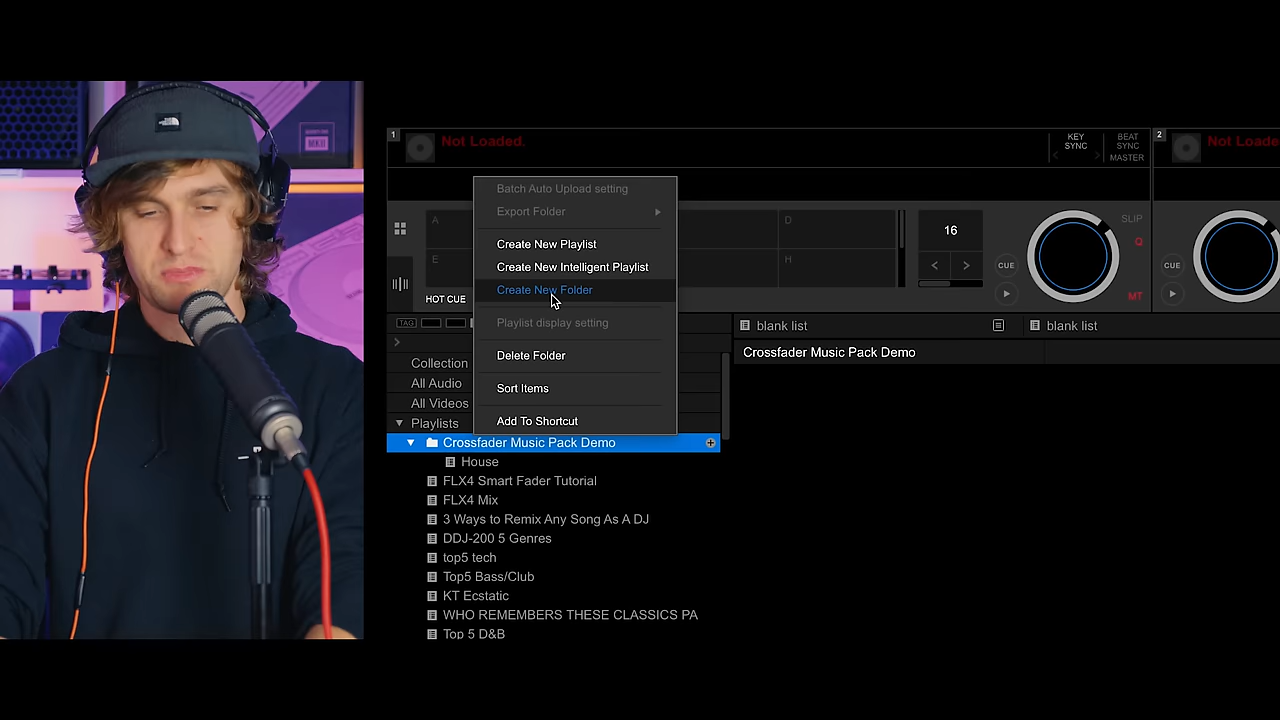 1
Not Loaded.
KEY
SYNC
BEAT
SYNC
MASTER
2
Not Loade
Batch Auto Upload setting
Export Folder
Create New Playlist
Create New Intelligent Playlist
Create New Folder
Playlist display setting
Delete Folder
Sort Items
Add To Shortcut
A
D
E
H
HOT CUE
16
CUE
SLIP
Q
MT
CUE
TAG
blank list
blank list
Crossfader Music Pack Demo
Collection
All Audio
All Videos
Playlists
Crossfader Music Pack Demo
House
FLX4 Smart Fader Tutorial
FLX4 Mix
3 Ways to Remix Any Song As A DJ
DDJ-200 5 Genres
top5 tech
Top5 Bass/Club
KT Ecstatic
WHO REMEMBERS THESE CLASSICS PA
Top 5 D&B